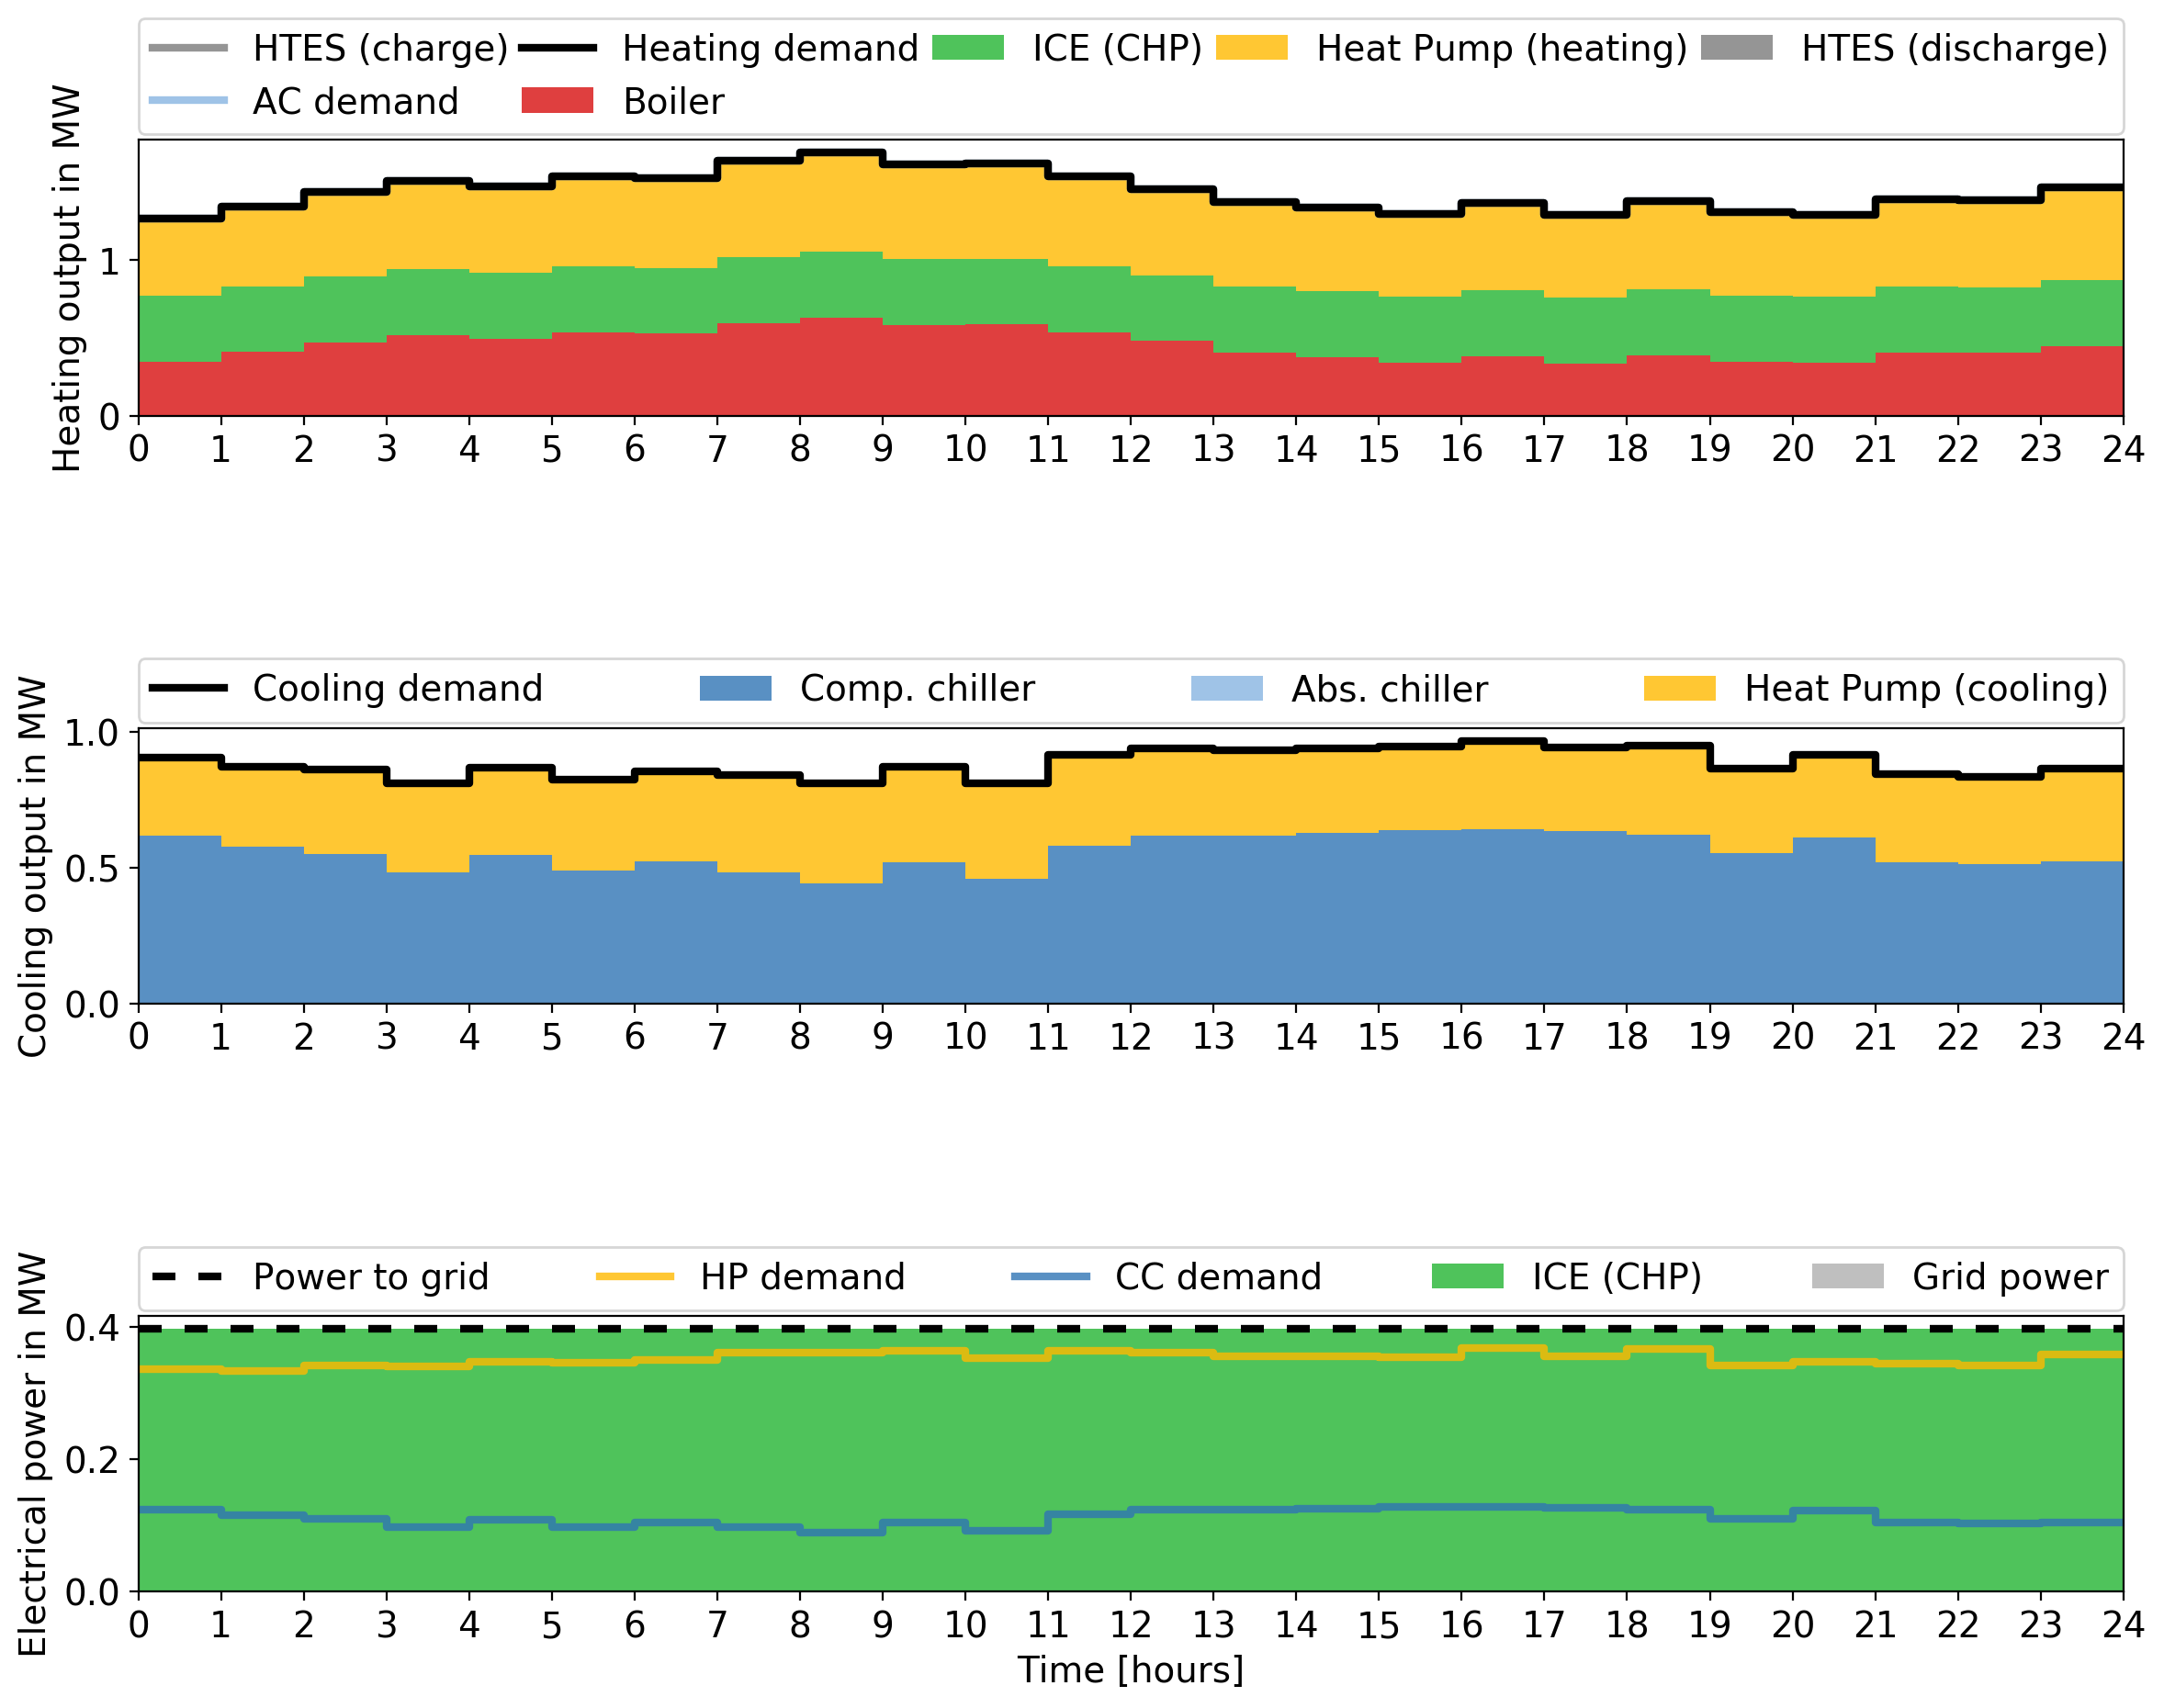 HTES (charge) Heating demand ICE (CHP) Heat Pump (heating) HTES (discharge)
AC demand Boiler
Heating output in MW
1
0
0 1 2 3 4 5 6 7 8 9 10 11 12 13 14 15 16 17 18 19 20 21 22 23 24
Cooling demand Comp. chiller Abs. chiller Heat Pump (cooling)
Cooling output in MW
1.0
0.5
0.0
0 1 2 3 4 5 6 7 8 9 10 11 12 13 14 15 16 17 18 19 20 21 22 23 24
Power to grid HP demand CC demand ICE (CHP) Grid power
Electrical power in MW
0.4
0.2
0.0
0 1 2 3 4 5 6 7 8 9 10 11 12 13 14 15 16 17 18 19 20 21 22 23 24
Time [hours]